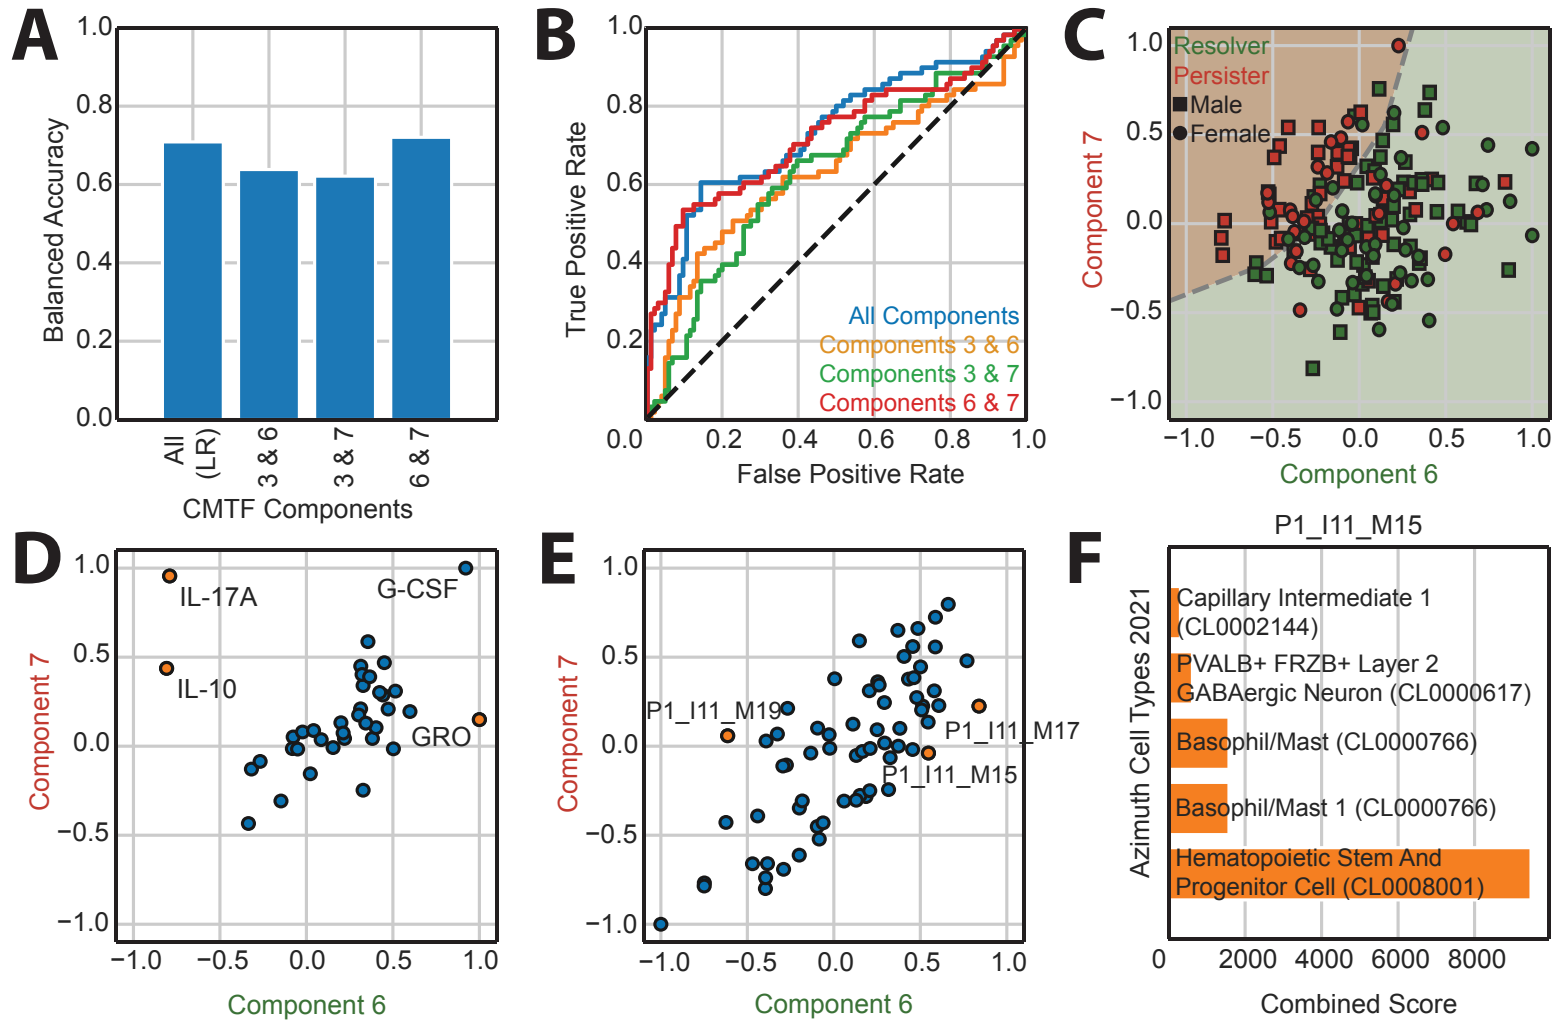 A
1.0
0.8
0.6
0.4
0.2
0.0
Balanced Accuracy
All
(LR)
3 & 6
3 & 7
6 & 7
CMTF Components
B
1.0
0.8
0.6
0.4
0.2
True Positive Rate
All Components
Components 3 & 6
Components 3 & 7
Components 6 & 7
0.0
0.2
0.4
0.6
0.8
1.0
False Positive Rate
C
1.0
0.5
0.0
−0.5
−1.0
Component 7
Resolver
Persister
Male
Female
−1.0
−0.5
0.0
0.5
1.0
Component 6
D
1.0
0.5
0.0
−0.5
−1.0
Component 7
IL-17A
G-CSF
IL-10
GRO
−1.0
−0.5
0.0
0.5
1.0
Component 6
E
1.0
0.5
0.0
−0.5
−1.0
Component 7
P1_I11_M19
P1_I11_M17
P1_I11_M15
−1.0
−0.5
0.0
0.5
1.0
Component 6
F
P1_I11_M15
Azimuth Cell Types 2021
Capillary Intermediate 1
(CL0002144)
PVALB+ FRZB+ Layer 2
GABAergic Neuron (CL0000617)
Basophil/Mast (CL0000766)
Basophil/Mast 1 (CL0000766)
Hematopoietic Stem And
Progenitor Cell (CL0008001)
0
2000
4000
6000
8000
Combined Score